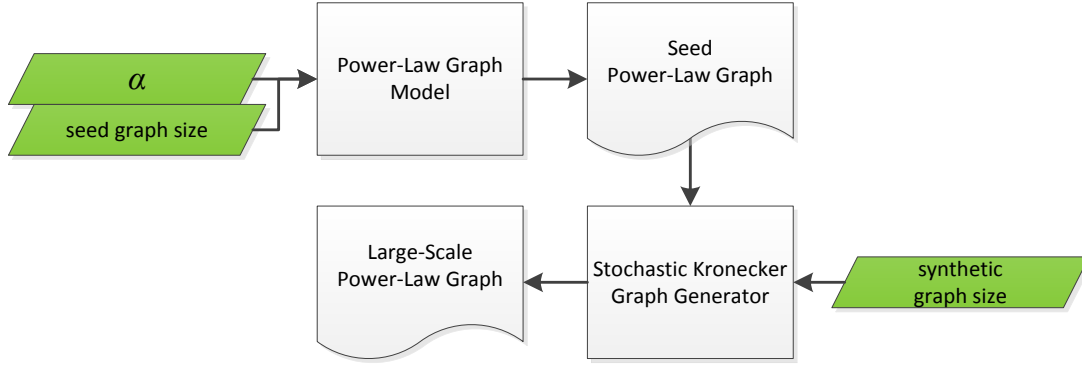 α
seed graph size
Power-Law Graph
Model
Seed
Power-Law Graph
Large-Scale
Power-Law Graph
Stochastic Kronecker
Graph Generator
synthetic
graph size